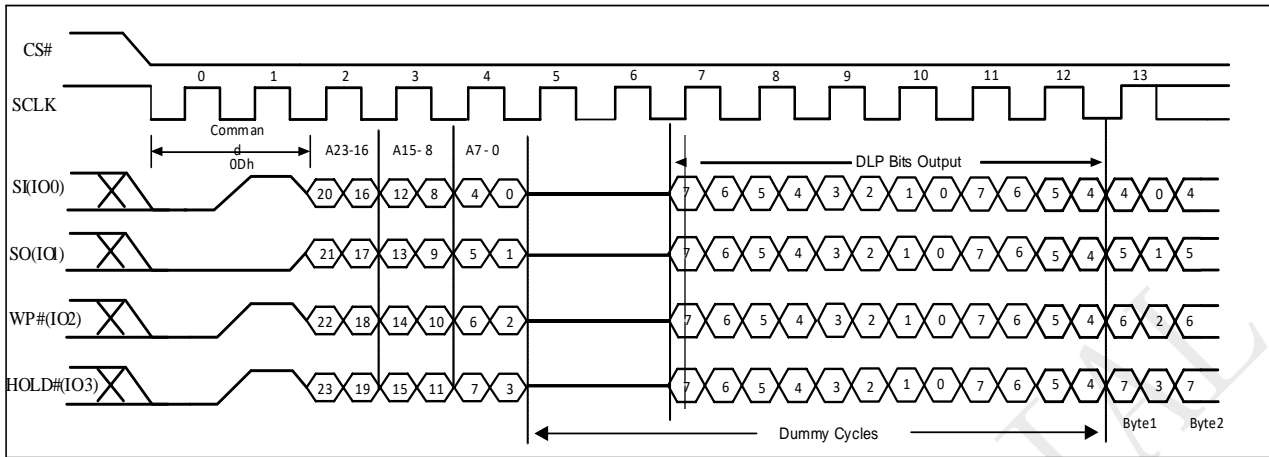 CS#
0 1 2 3 4 5 6 7 8 9 10 11 12 13
SCLK
Comman
d
0Dh
A23-16 A15-8 A7-0
DLP Bits Output
SI(IO0) 20 16 12 8 4 0 7 6 5 4 3 2 1 0 7 6 5 4 4 0 4
SO(IO1) 21 17 13 9 5 1 7 6 5 4 3 2 1 0 7 6 5 4 5 1 5
WP#(IO2) 22 18 14 10 6 2 7 6 5 4 3 2 1 0 7 6 5 4 6 2 6
HOLD#(IO3) 23 19 15 11 7 3 7 6 5 4 3 2 1 0 7 6 5 4 7 3 7
Byte1 Byte2
Dummy Cycles